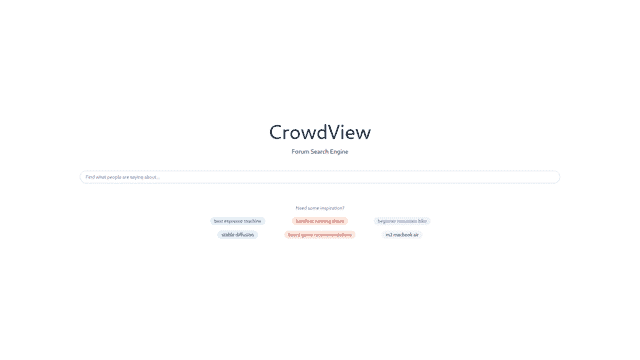 CrowdView
Forum Search Engine
Find what people are saying about...
Need some inspiration?
best espresso machine
barefoot running shoes
beginner mountain bike
stable diffusion
board game recommendations
m2 macbook air